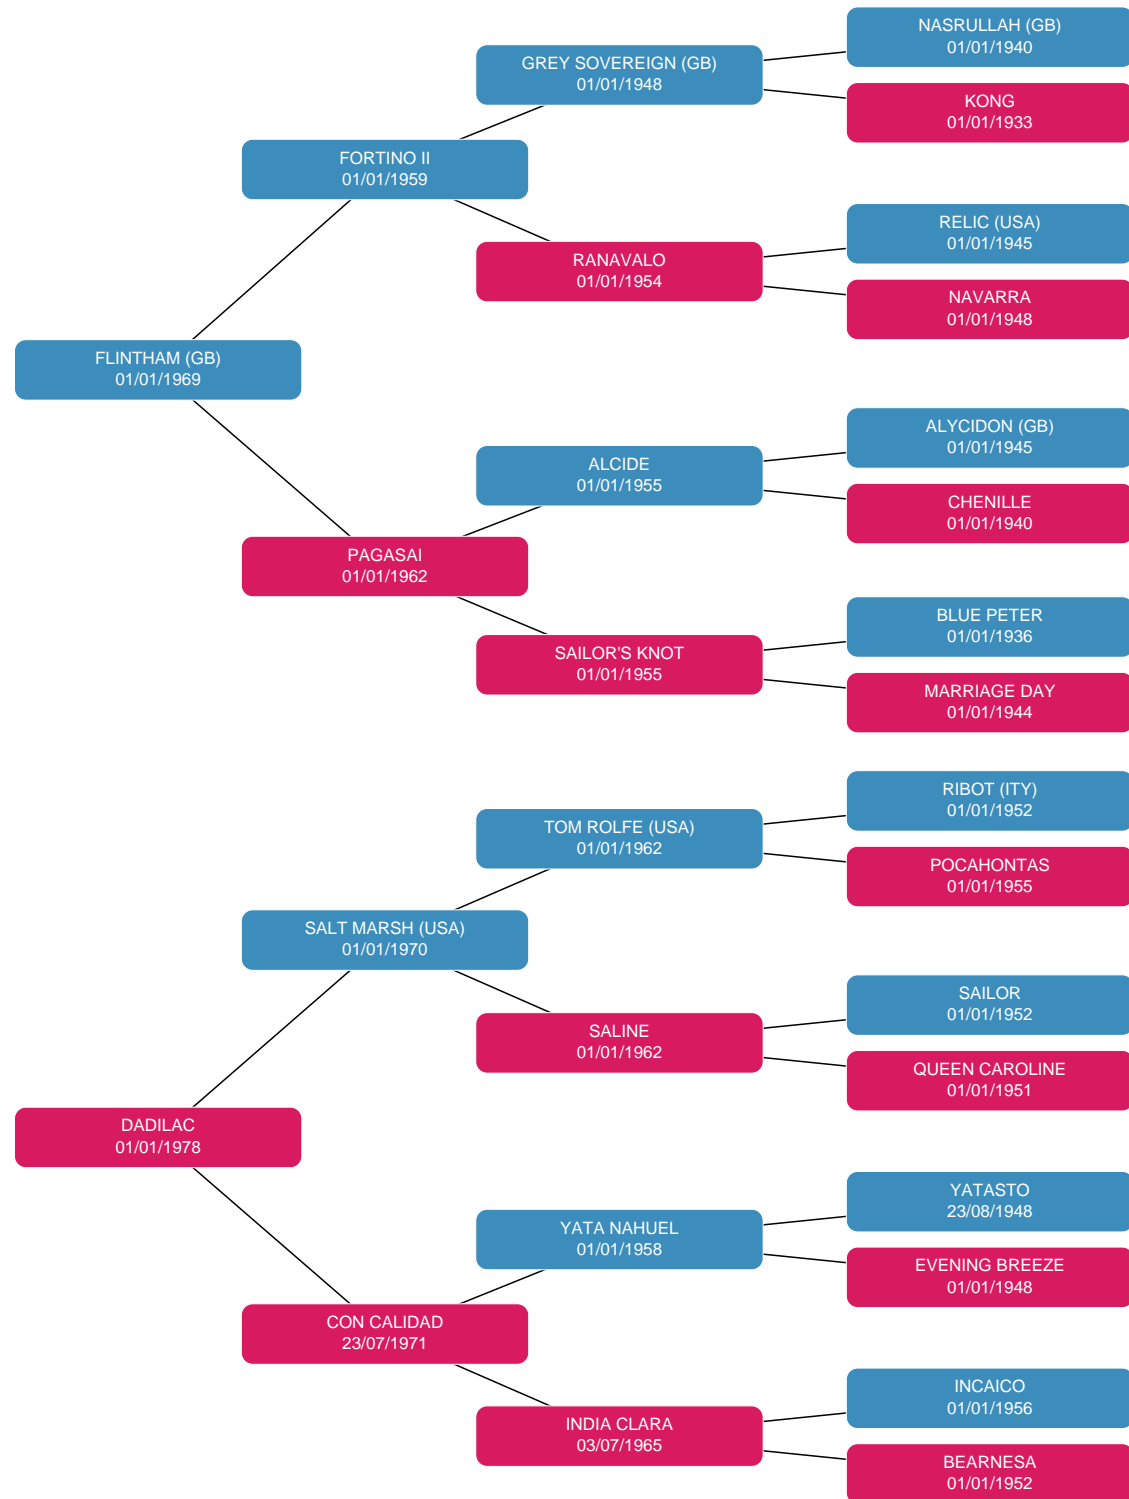 NASRULLAH (GB)
01/01/1940
GREY SOVEREIGN (GB)
01/01/1948
KONG
01/01/1933
FORTINO II
01/01/1959
RELIC (USA)
01/01/1945
RANAVALO
01/01/1954
NAVARRA
01/01/1948
FLINTHAM (GB)
01/01/1969
ALYCIDON (GB)
01/01/1945
ALCIDE
01/01/1955
CHENILLE
01/01/1940
PAGASAI
01/01/1962
BLUE PETER
01/01/1936
SAILOR'S KNOT
01/01/1955
MARRIAGE DAY
01/01/1944
RIBOT (ITY)
01/01/1952
TOM ROLFE (USA)
01/01/1962
POCAHONTAS
01/01/1955
SALT MARSH (USA)
01/01/1970
SAILOR
01/01/1952
SALINE
01/01/1962
QUEEN CAROLINE
01/01/1951
DADILAC
01/01/1978
YATASTO
23/08/1948
YATA NAHUEL
01/01/1958
EVENING BREEZE
01/01/1948
CON CALIDAD
23/07/1971
INCAICO
01/01/1956
INDIA CLARA
03/07/1965
BEARNESA
01/01/1952